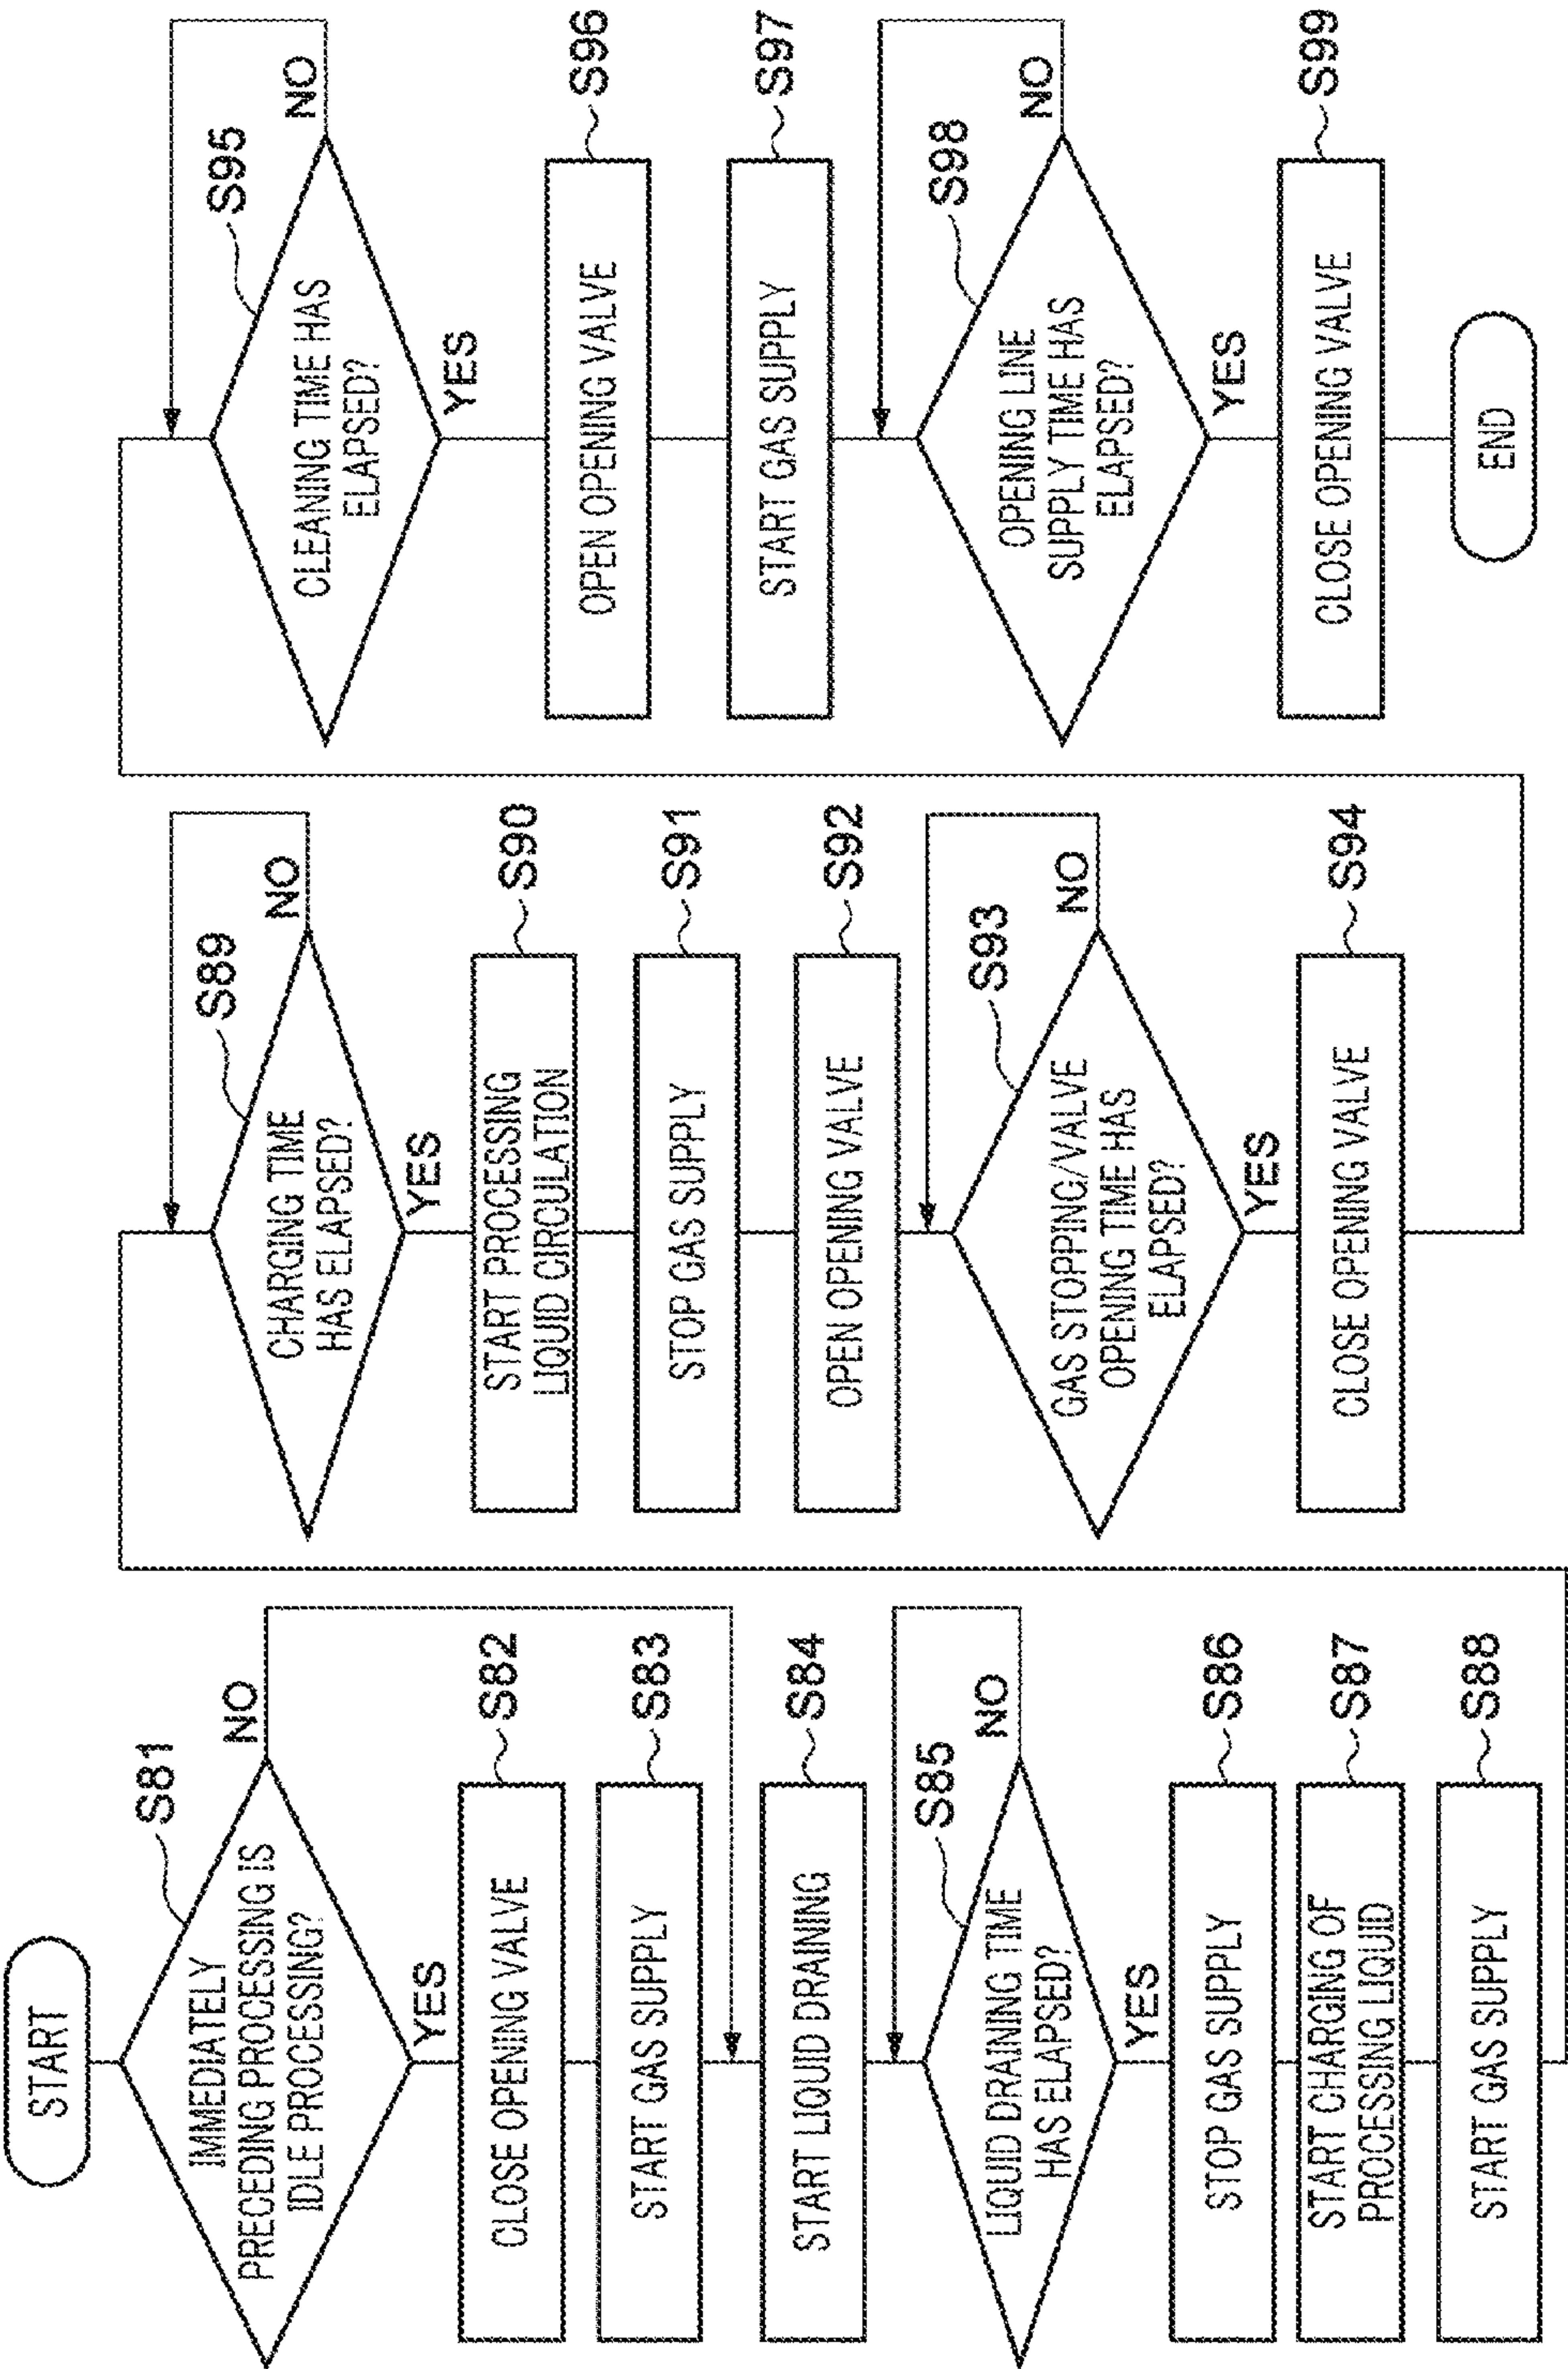 START
IMMEDIATELY
PRECEDING PROCESSING IS
IDLE PROCESSING?
S81
NO
YES
CLOSE OPENING VALVE
S82
START GAS SUPPLY
S83
START LIQUID DRAINING
S84
LIQUID DRAINING TIME
HAS ELAPSED?
S85
NO
YES
STOP GAS SUPPLY
S86
START CHARGING OF
PROCESSING LIQUID
S87
START GAS SUPPLY
S88
CHARGING TIME
HAS ELAPSED?
S89
NO
YES
START PROCESSING
LIQUID CIRCULATION
S90
STOP GAS SUPPLY
S91
OPEN OPENING VALVE
S92
GAS STOPPING/VALVE
OPENING TIME HAS
ELAPSED?
S93
NO
YES
CLOSE OPENING VALVE
S94
CLEANING TIME HAS
ELAPSED?
S95
NO
YES
OPEN OPENING VALVE
S96
START GAS SUPPLY
S97
OPENING LINE
SUPPLY TIME HAS
ELAPSED?
S98
NO
YES
CLOSE OPENING VALVE
S99
END